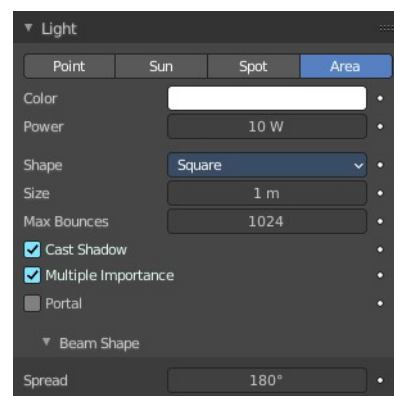 Light
Point Sun Spot Area
Color
Power 10 W
Shape Square
Size 1 m
Max Bounces 1024
Cast Shadow
Multiple Importance
Portal
Beam Shape
Spread 180°